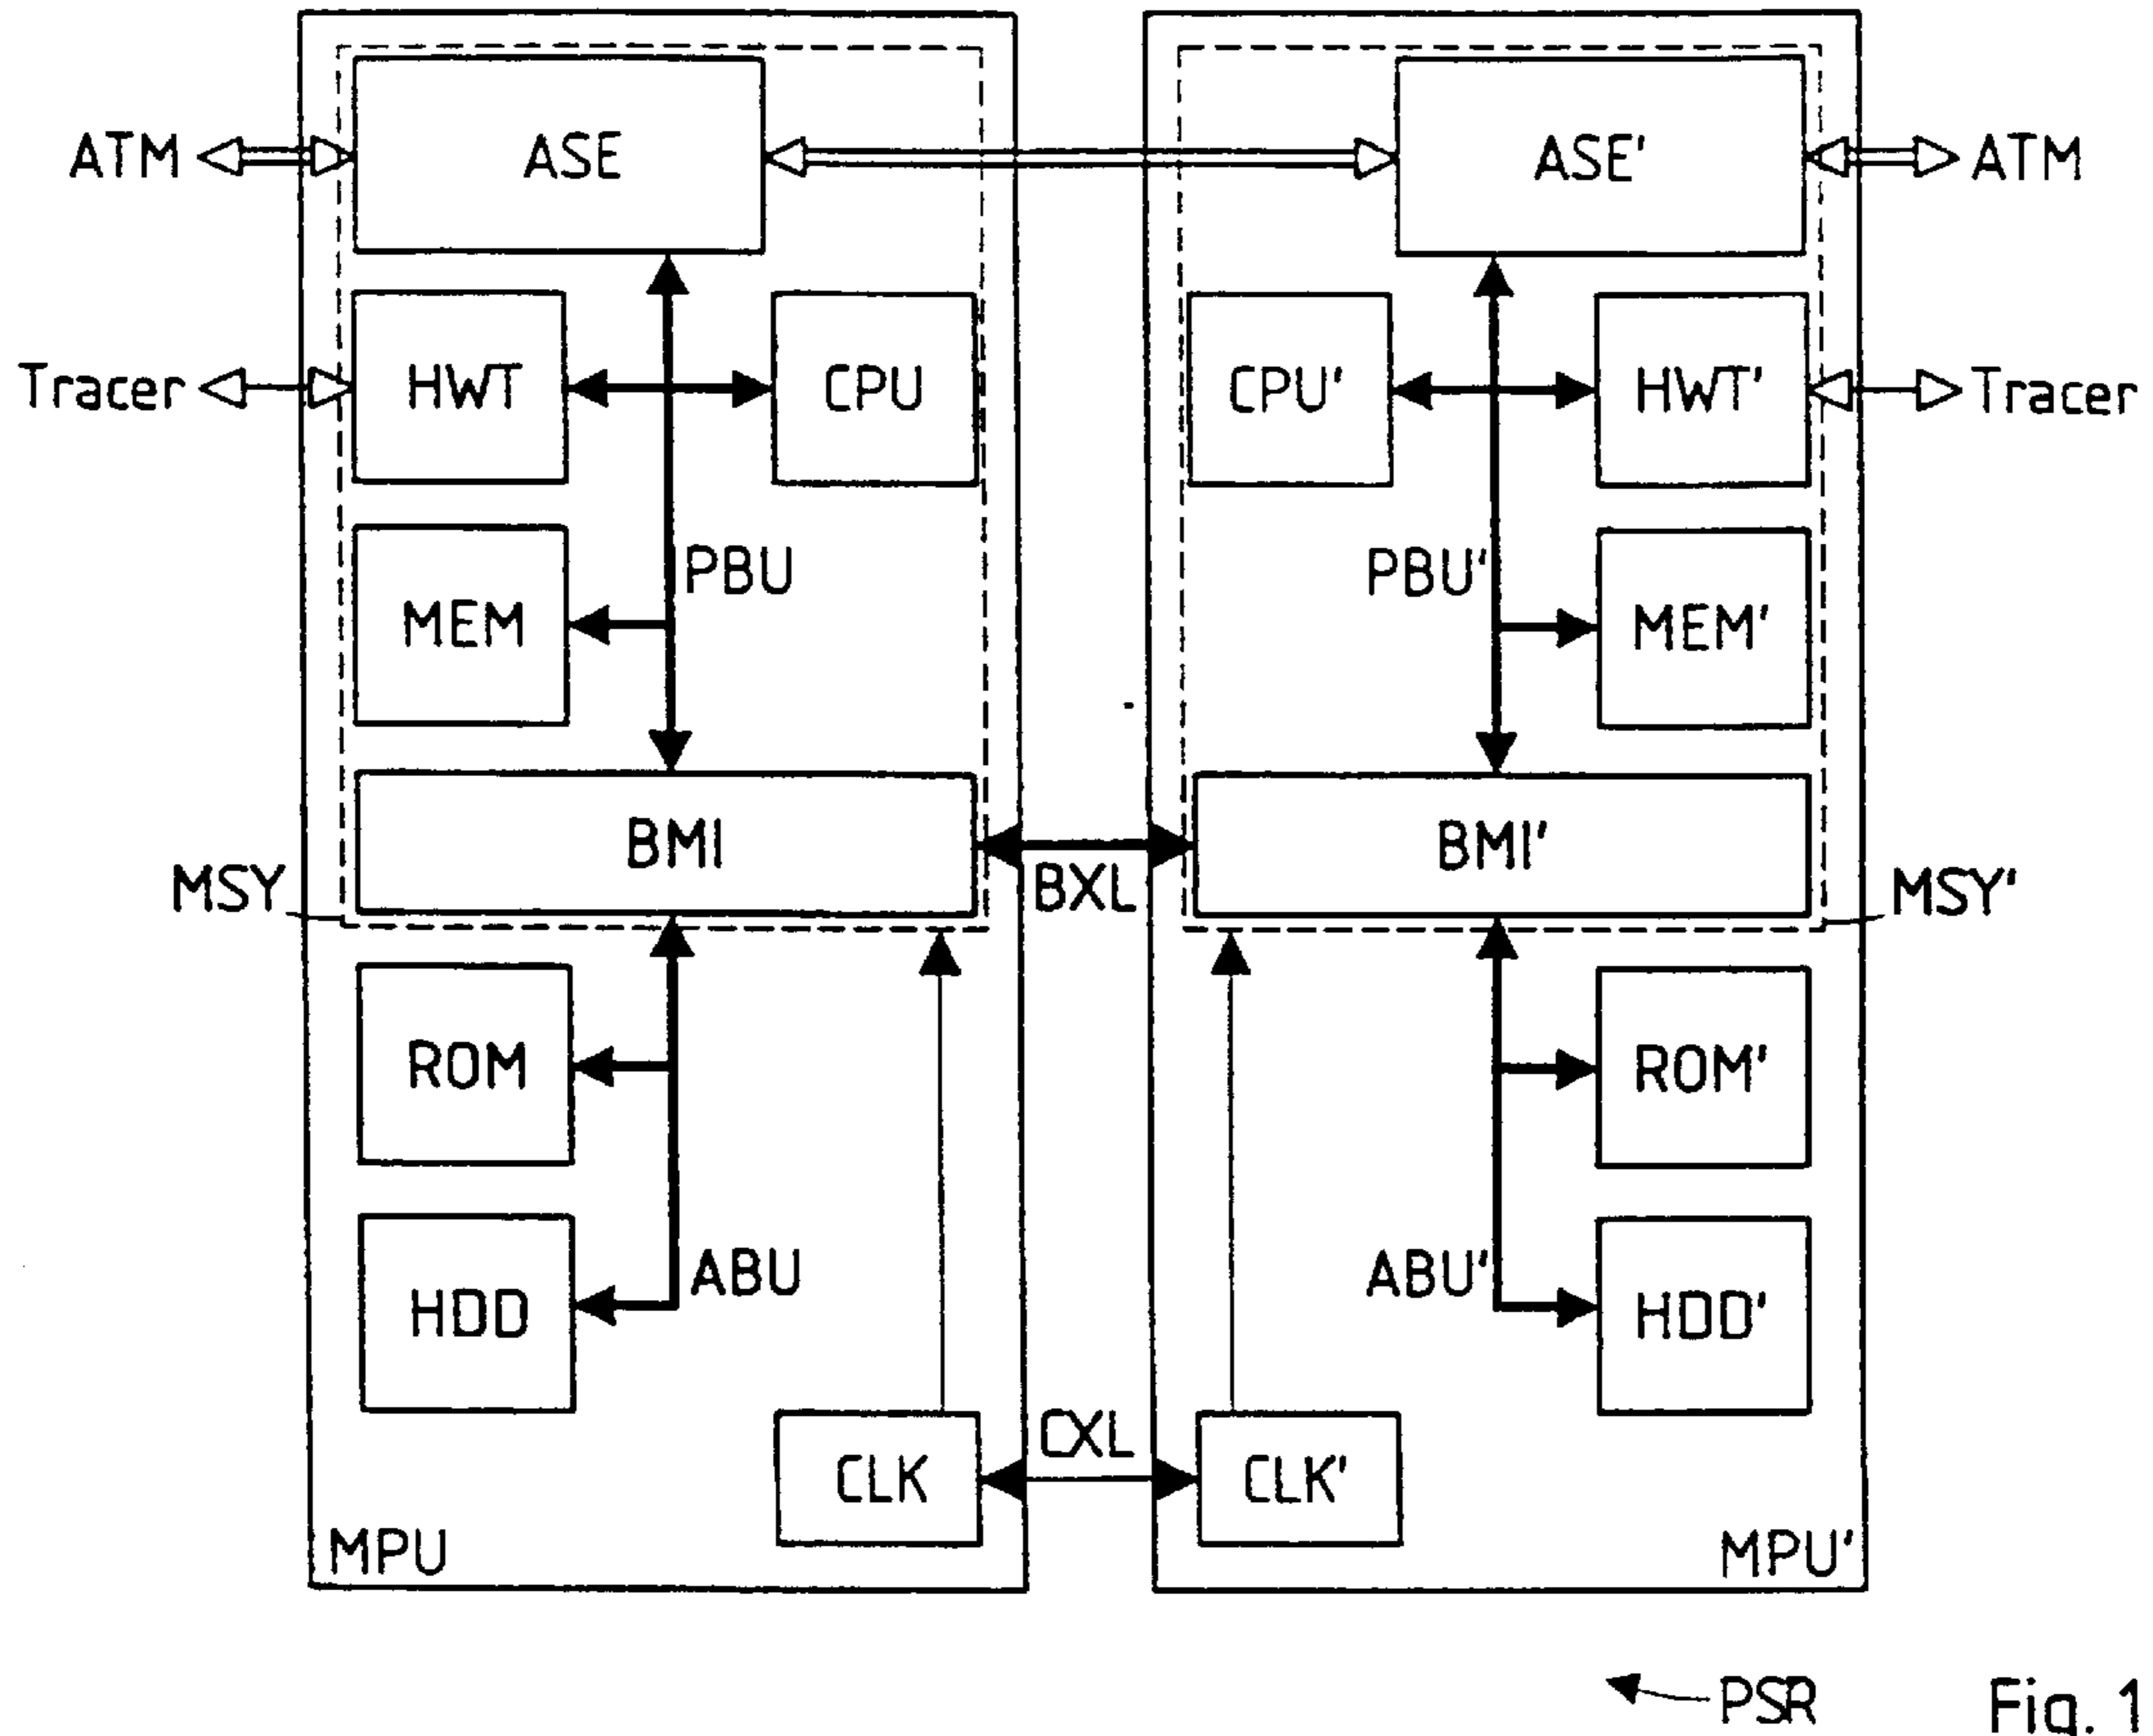 ATM
ASE
ASE'
ATM
Tracer
HWT
CPU
CPU'
HWT'
Tracer
MEM
PBU
PBU'
MEM'
BMI
BMI'
MSY
BXL
MSY'
ROM
ROM'
HDD
ABU
ABU'
HDD'
CXL
CLK
CLK'
MPU
MPU'
PSR
Fig. 1